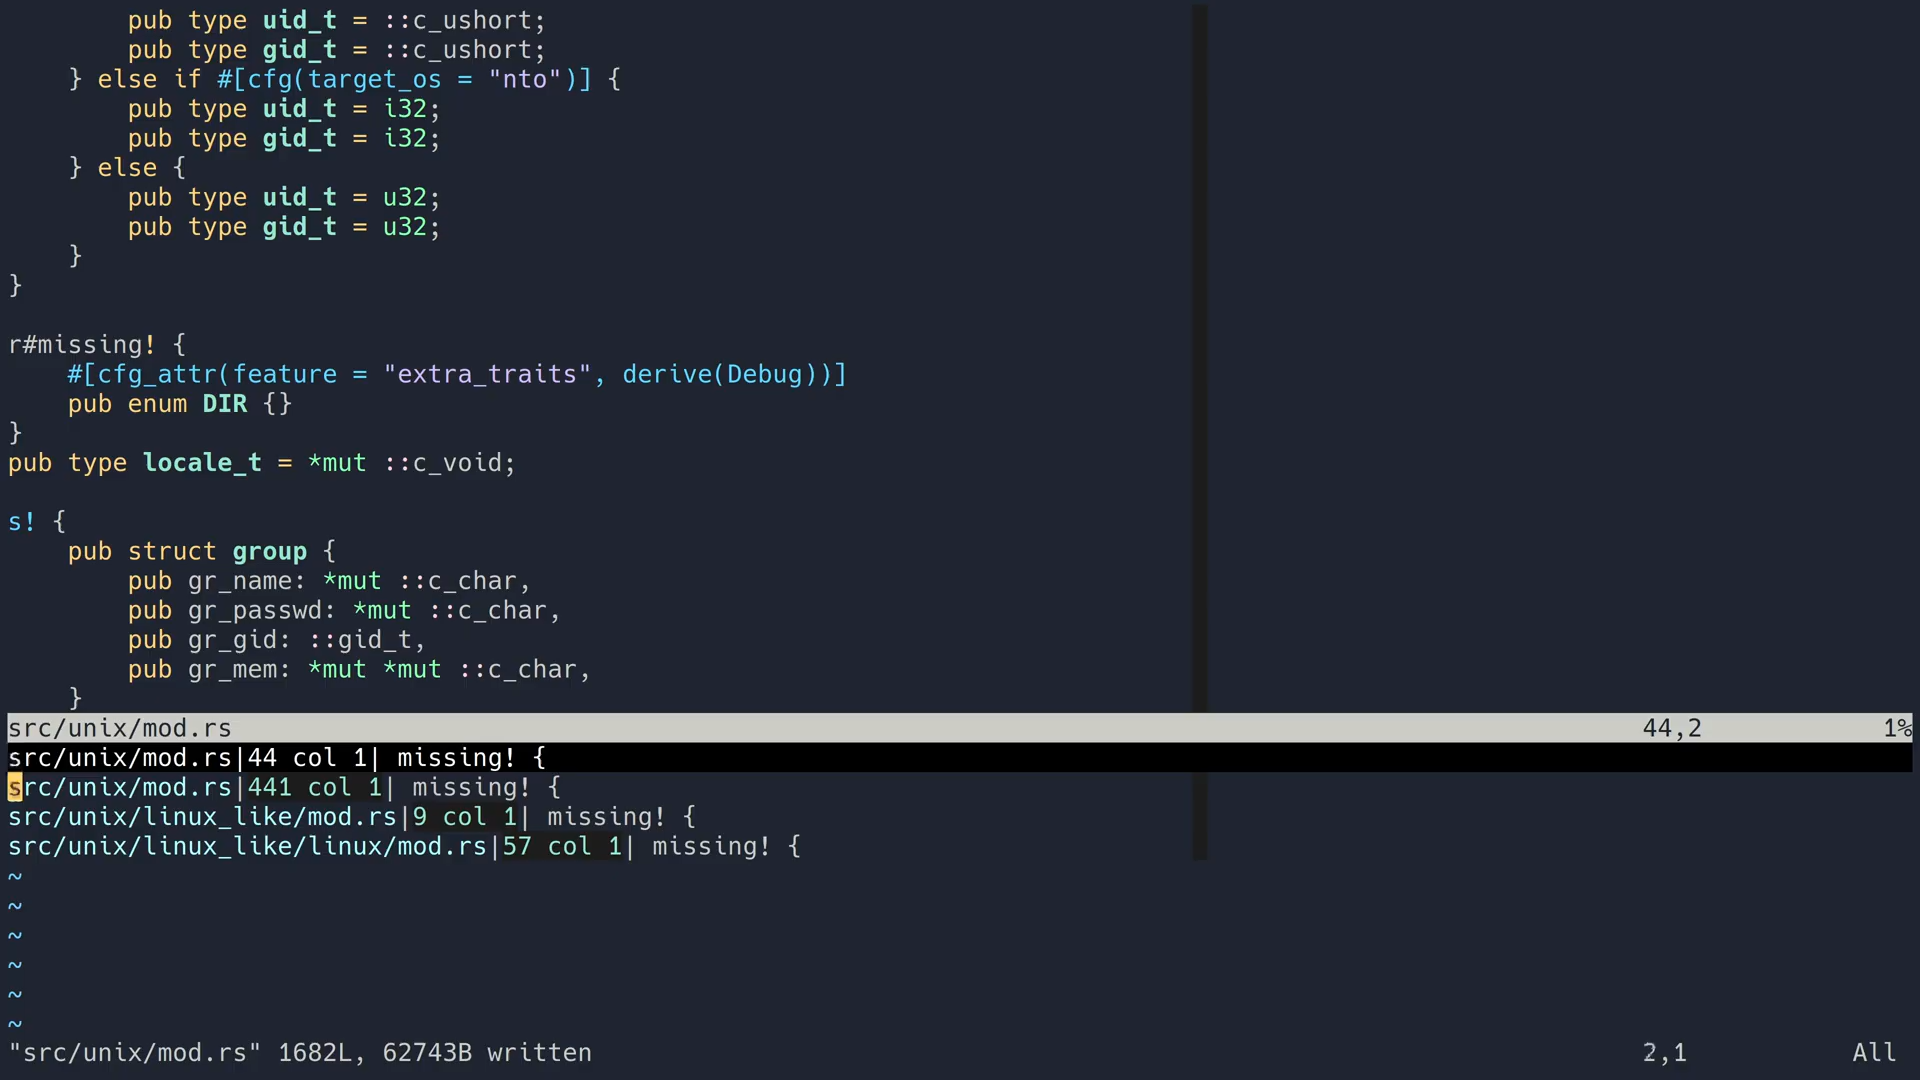 pub type uid_t = ::c_ushort;
        pub type gid_t = ::c_ushort;
    } else if #[cfg(target_os = "nto")] {
        pub type uid_t = i32;
        pub type gid_t = i32;
    } else {
        pub type uid_t = u32;
        pub type gid_t = u32;
    }
}

r#missing! {
    #[cfg_attr(feature = "extra_traits", derive(Debug))]
    pub enum DIR {}
}
pub type locale_t = *mut ::c_void;

s! {
    pub struct group {
        pub gr_name: *mut ::c_char,
        pub gr_passwd: *mut ::c_char,
        pub gr_gid: ::gid_t,
        pub gr_mem: *mut *mut ::c_char,
    }
src/unix/mod.rs 44,2 1%
src/unix/mod.rs|44 col 1| missing! {
src/unix/mod.rs|441 col 1| missing! {
src/unix/linux_like/mod.rs|9 col 1| missing! {
src/unix/linux_like/linux/mod.rs|57 col 1| missing! {
~
~
~
~
~
~
"src/unix/mod.rs" 1682L, 62743B written 2,1 All